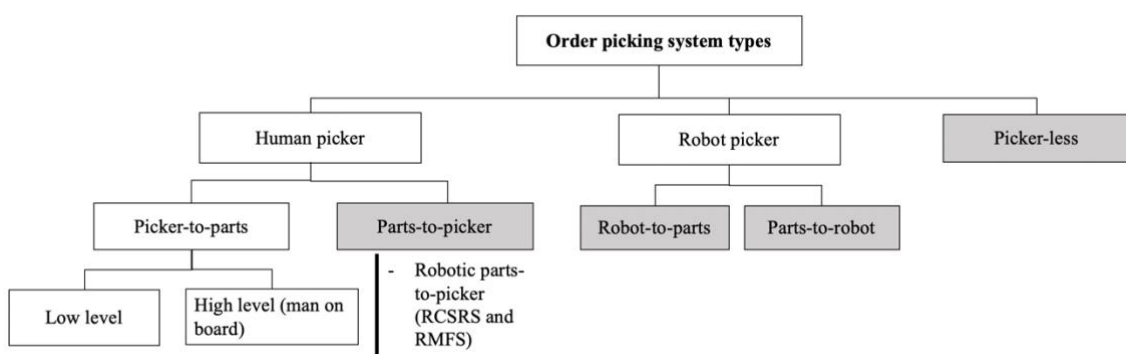 Order picking system types
Human picker
Robot picker
Picker-less
Picker-to-parts
Parts-to-picker
Robot-to-parts
Parts-to-robot
Low level
High level (man on
board)
- Robotic parts-
to-picker
(RCSRS and
RMFS)